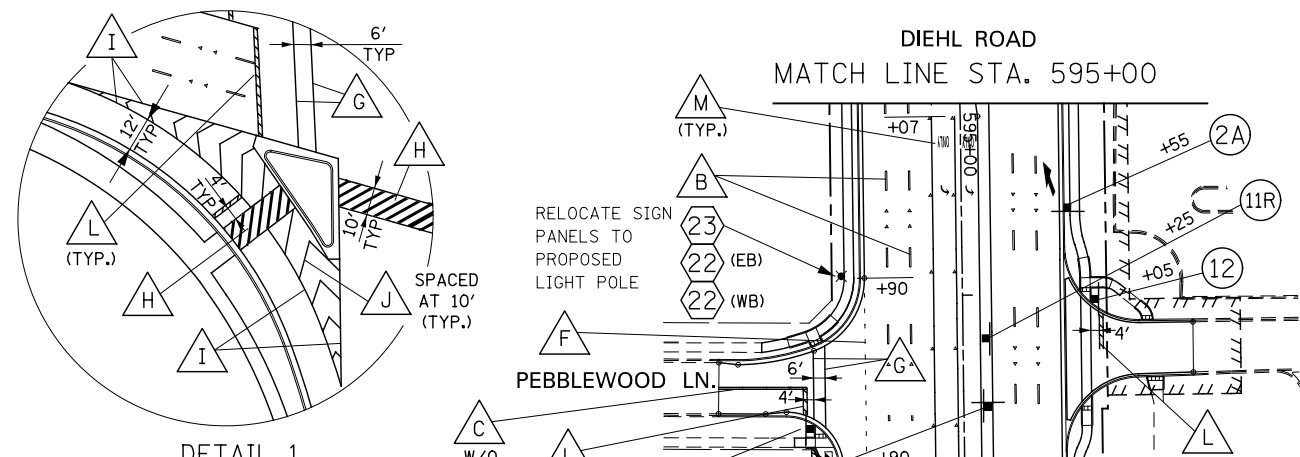 DIEHL ROAD
MATCH LINE STA. 595+00
I
6'
TYP
G
12'
TYP
H
4'
10'
TYP
L
(TYP.)
H
J
SPACED
AT 10'
(TYP.)
I
DETAIL 1
M
(TYP.)
+07
595+00
B
RELOCATE SIGN
PANELS TO
PROPOSED
LIGHT POLE
23
22 (EB)
22 (WB)
+90
F
G
6'
PEBBLEWOOD LN.
4'
C
W/O
L
+90
2A
+55
11R
+25
12
+05
4'
L